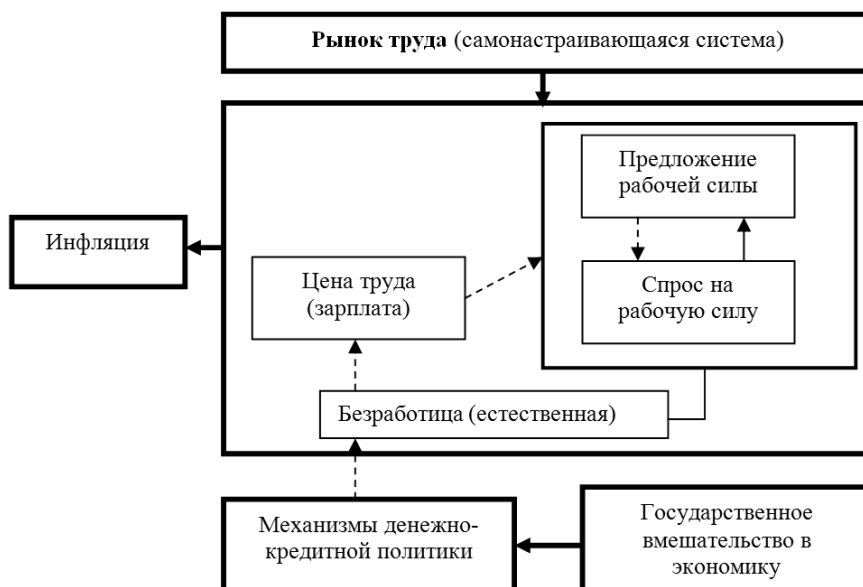 Рынок труда (самонастраивающаяся система)
Предложение
рабочей силы
Инфляция
Цена труда
(зарплата)
Спрос на
рабочую силу
Безработица (естественная)
Механизмы денежно-
кредитной политики
Государственное
вмешательство в
экономику